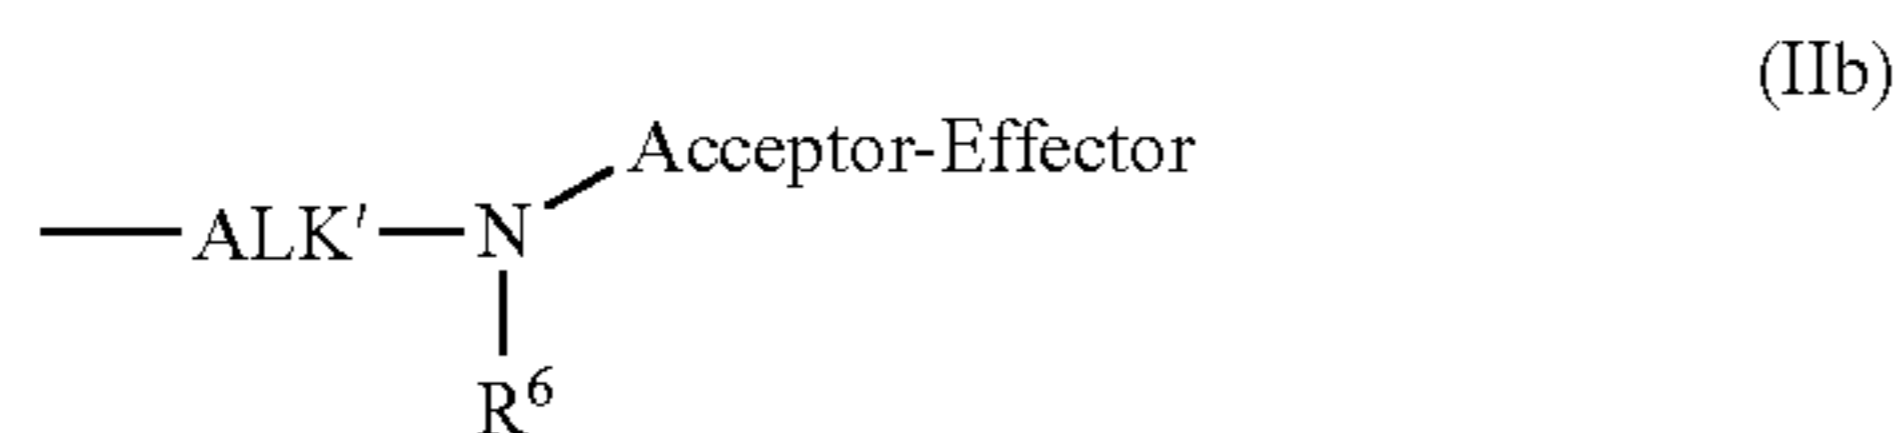 (IIb)
Acceptor-Effector
ALK′—N
R⁶